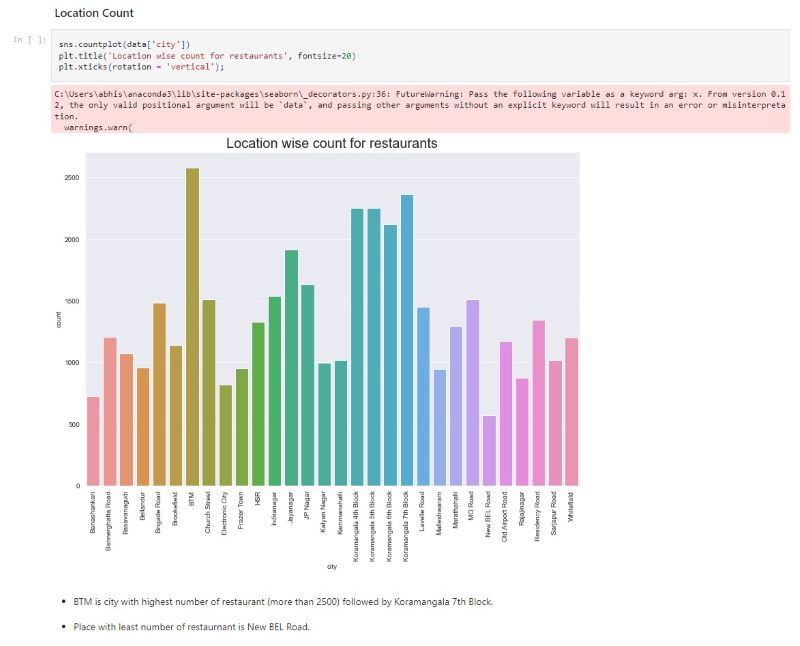 Location Count
In [ ]:
sns.countplot(data['city'])
plt.title('Location wise count for restaurants', fontsize=20)
plt.xticks(rotation = 'vertical');
C:\Users\abhis\anaconda3\lib\site-packages\seaborn\_decorators.py:36: FutureWarning: Pass the following variable as a keyword arg: x. From version 0.1
2, the only valid positional argument will be `data`, and passing other arguments without an explicit keyword will result in an error or misinterpreta
tion.
warnings.warn(
Location wise count for restaurants
2500
2000
1500
1000
500
0
count
Banashankari
Bannerghatta Road
Basavanagudi
Bellandur
Brigade Road
Brookefield
BTM
Church Street
Electronic City
Frazer Town
HSR
Indiranagar
Jayanagar
JP Nagar
Kalyan Nagar
Kammanahalli
Koramangala 4th Block
Koramangala 5th Block
Koramangala 6th Block
Koramangala 7th Block
Lavelle Road
Malleshwaram
Marathahalli
MG Road
New BEL Road
Old Airport Road
Rajajinagar
Residency Road
Sarjapur Road
Whitefield
city
• BTM is city with highest number of restaurant (more than 2500) followed by Koramangala 7th Block.
• Place with least number of restaurnant is New BEL Road.